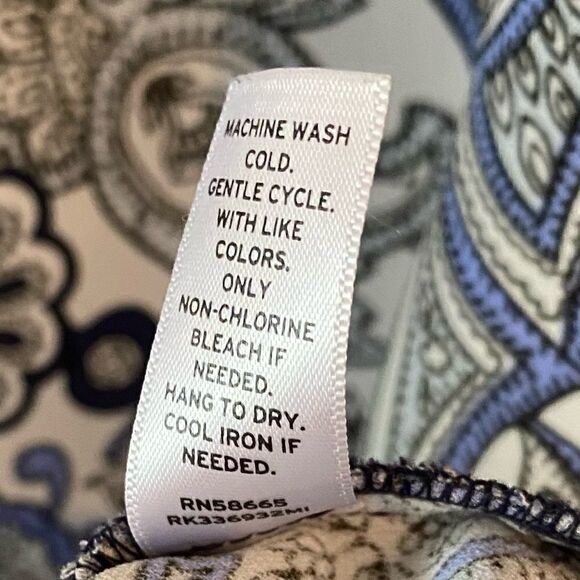 MACHINE WASH
COLD.
GENTLE CYCLE.
WITH LIKE
COLORS.
ONLY
NON-CHLORINE
BLEACH IF
NEEDED.
HANG TO DRY.
COOL IRON IF
NEEDED.
RN58665
RK336932MI